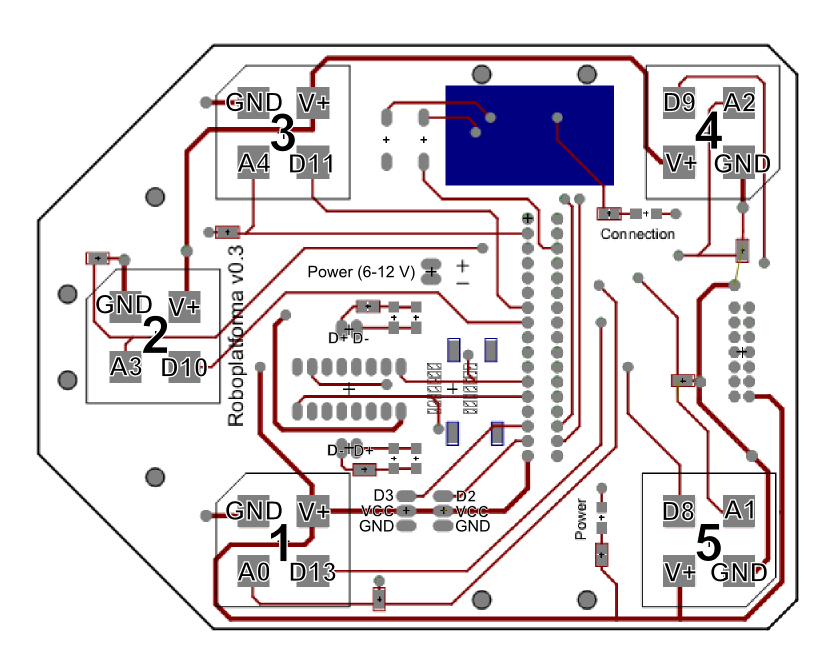 GND V+
3
A4 D11
D9 A2
4
V+ GND
Connection
Power (6-12 V) + −
Roboplatforma v0.3
GND V+
2
A3 D10
D+ D-
D- D+
D3 D2
VCC VCC
GND GND
Power
GND V+
1
A0 D13
D8 A1
5
V+ GND